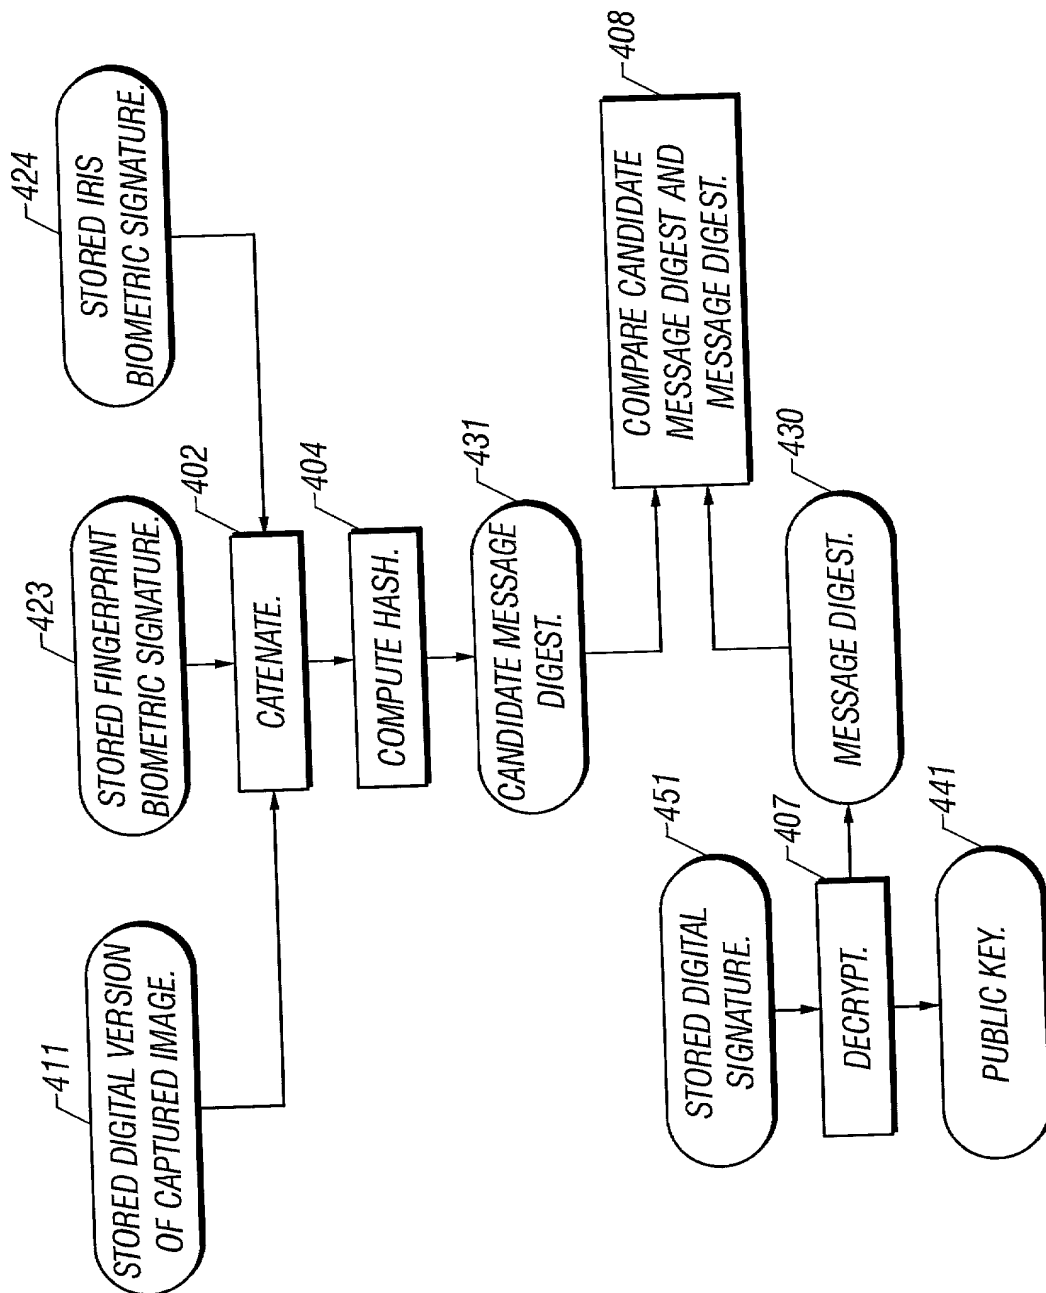 411
STORED DIGITAL VERSION
OF CAPTURED IMAGE.
423
STORED FINGERPRINT
BIOMETRIC SIGNATURE.
424
STORED IRIS
BIOMETRIC SIGNATURE.
402
CATENATE.
404
COMPUTE HASH.
431
CANDIDATE MESSAGE
DIGEST.
408
COMPARE CANDIDATE
MESSAGE DIGEST AND
MESSAGE DIGEST.
451
STORED DIGITAL
SIGNATURE.
407
DECRYPT.
430
MESSAGE DIGEST.
441
PUBLIC KEY.